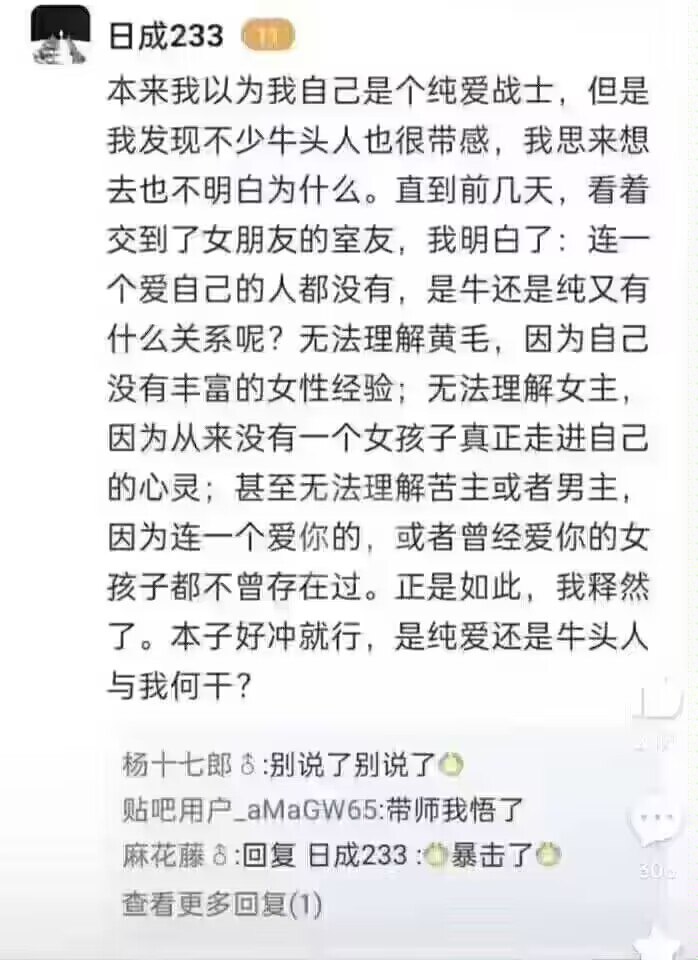 日成233 11
本来我以为我自己是个纯爱战士，但是
我发现不少牛头人也很带感，我思来想
去也不明白为什么。直到前几天，看着
交到了女朋友的室友，我明白了：连一
个爱自己的人都没有，是牛还是纯又有
什么关系呢？无法理解黄毛，因为自己
没有丰富的女性经验；无法理解女主，
因为从来没有一个女孩子真正走进自己
的心灵；甚至无法理解苦主或者男主，
因为连一个爱你的，或者曾经爱你的女
孩子都不曾存在过。正是如此，我释然
了。本子好冲就行，是纯爱还是牛头人
与我何干？
杨十七郎♂:别说了别说了
贴吧用户_aMaGW65:带师我悟了
麻花藤♂:回复 日成233 :暴击了
查看更多回复(1)